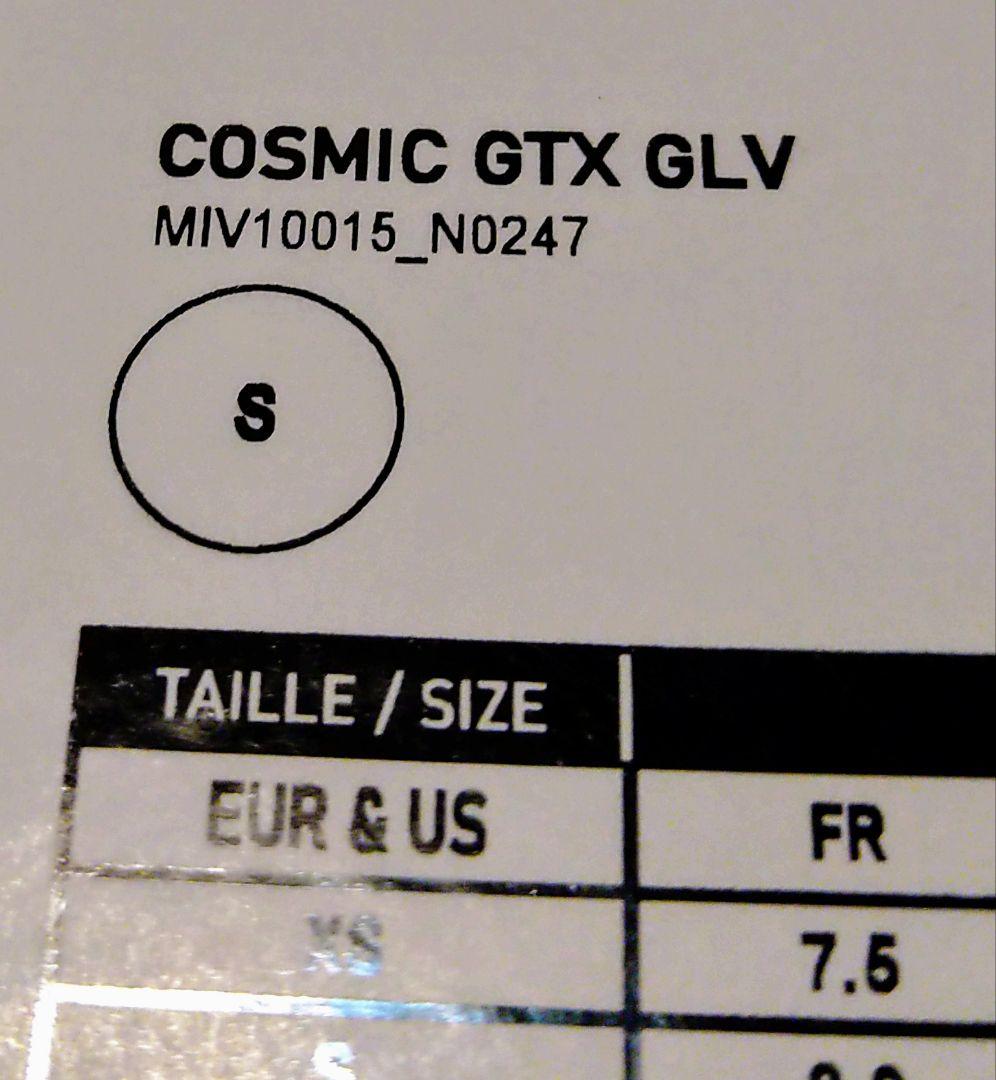 COSMIC GTX GLV
MIV10015_N0247
S
TAILLE / SIZE
EUR & US FR
XS 7.5
S